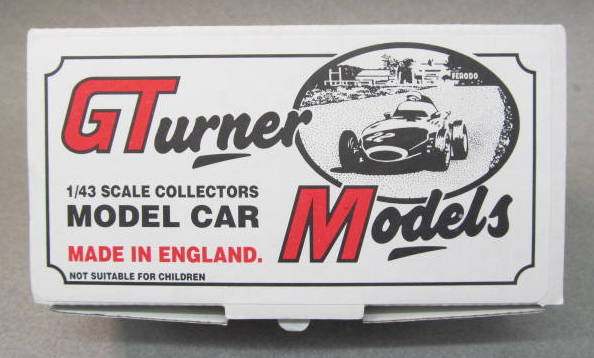 GTurner
FERODO
Models
1/43 SCALE COLLECTORS
MODEL CAR
MADE IN ENGLAND.
NOT SUITABLE FOR CHILDREN